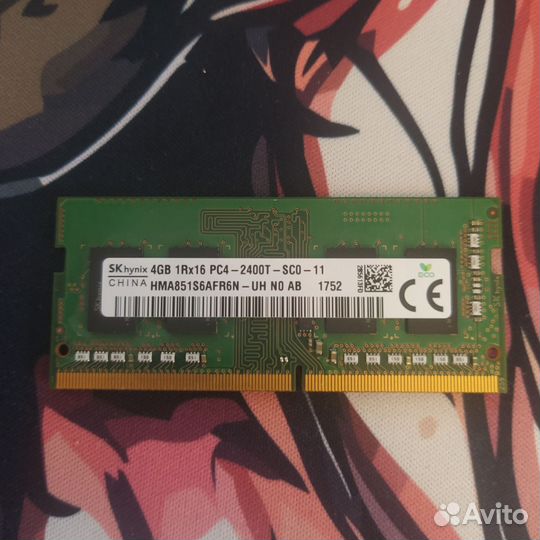 SK hynix 4GB 1Rx16 PC4-2400T-SC0-11
CHINA HMA851S6AFR6N-UH N0 AB 1752
ECO
CE
Avito